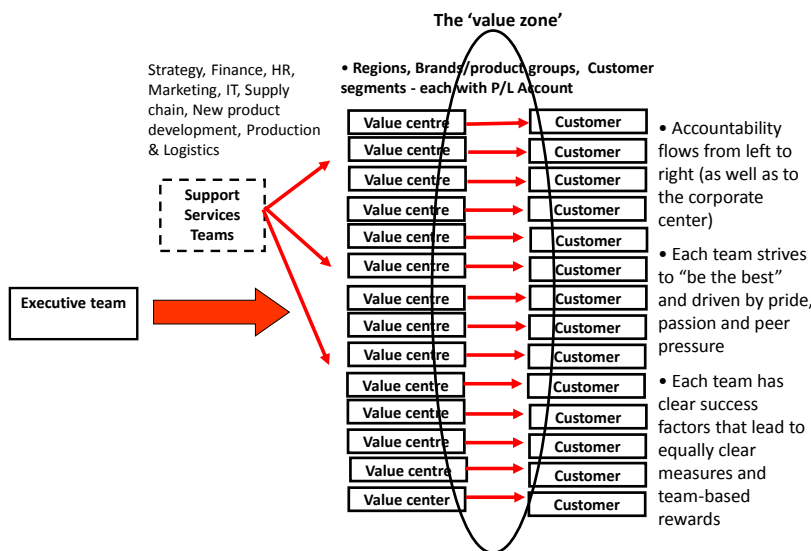 The ‘value zone’
Strategy, Finance, HR,
Marketing, IT, Supply
chain, New product
development, Production
& Logistics
• Regions, Brands/product groups, Customer
segments - each with P/L Account
Support
Services
Teams
Executive team
Value centre
Customer
Value centre
Customer
Value centre
Customer
Value centre
Customer
Value centre
Customer
Value centre
Customer
Value centre
Customer
Value centre
Customer
Value centre
Customer
Value centre
Customer
Value centre
Customer
Value centre
Customer
Value centre
Customer
Value center
Customer
• Accountability
flows from left to
right (as well as to
the corporate
center)
• Each team strives
to “be the best”
and driven by pride,
passion and peer
pressure
• Each team has
clear success
factors that lead to
equally clear
measures and
team-based
rewards